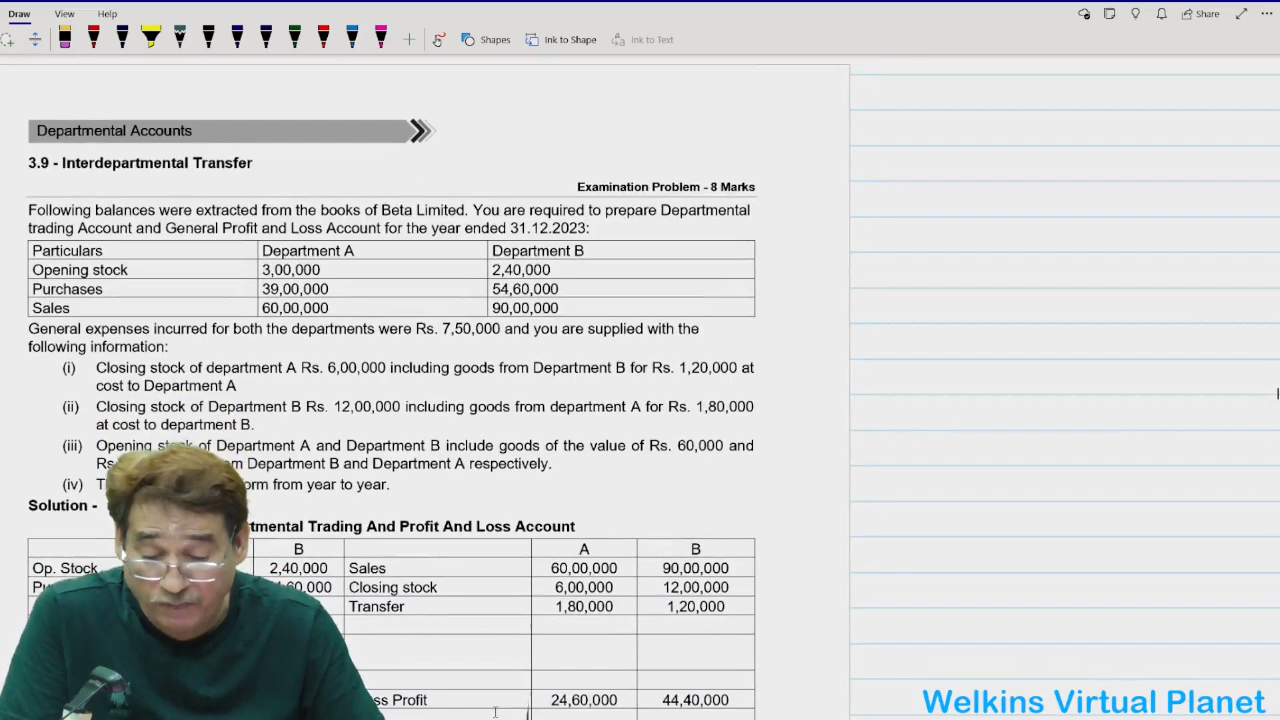 Draw View Help
Share
Shapes Ink to Shape Ink to Text
Departmental Accounts
3.9 - Interdepartmental Transfer
Examination Problem - 8 Marks
Following balances were extracted from the books of Beta Limited. You are required to prepare Departmental
trading Account and General Profit and Loss Account for the year ended 31.12.2023:
Particulars Department A Department B
Opening stock 3,00,000 2,40,000
Purchases 39,00,000 54,60,000
Sales 60,00,000 90,00,000
General expenses incurred for both the departments were Rs. 7,50,000 and you are supplied with the
following information:
(i) Closing stock of department A Rs. 6,00,000 including goods from Department B for Rs. 1,20,000 at
cost to Department A
(ii) Closing stock of Department B Rs. 12,00,000 including goods from department A for Rs. 1,80,000
at cost to department B.
(iii) Opening stock of Department A and Department B include goods of the value of Rs. 60,000 and
Department B and Department A respectively.
(iv) from year to year.
Solution -
Trading And Profit And Loss Account
B A B
Op. Stock 2,40,000 Sales 60,00,000 90,00,000
Closing stock 6,00,000 12,00,000
Transfer 1,80,000 1,20,000
Profit 24,60,000 44,40,000
Welkins Virtual Planet